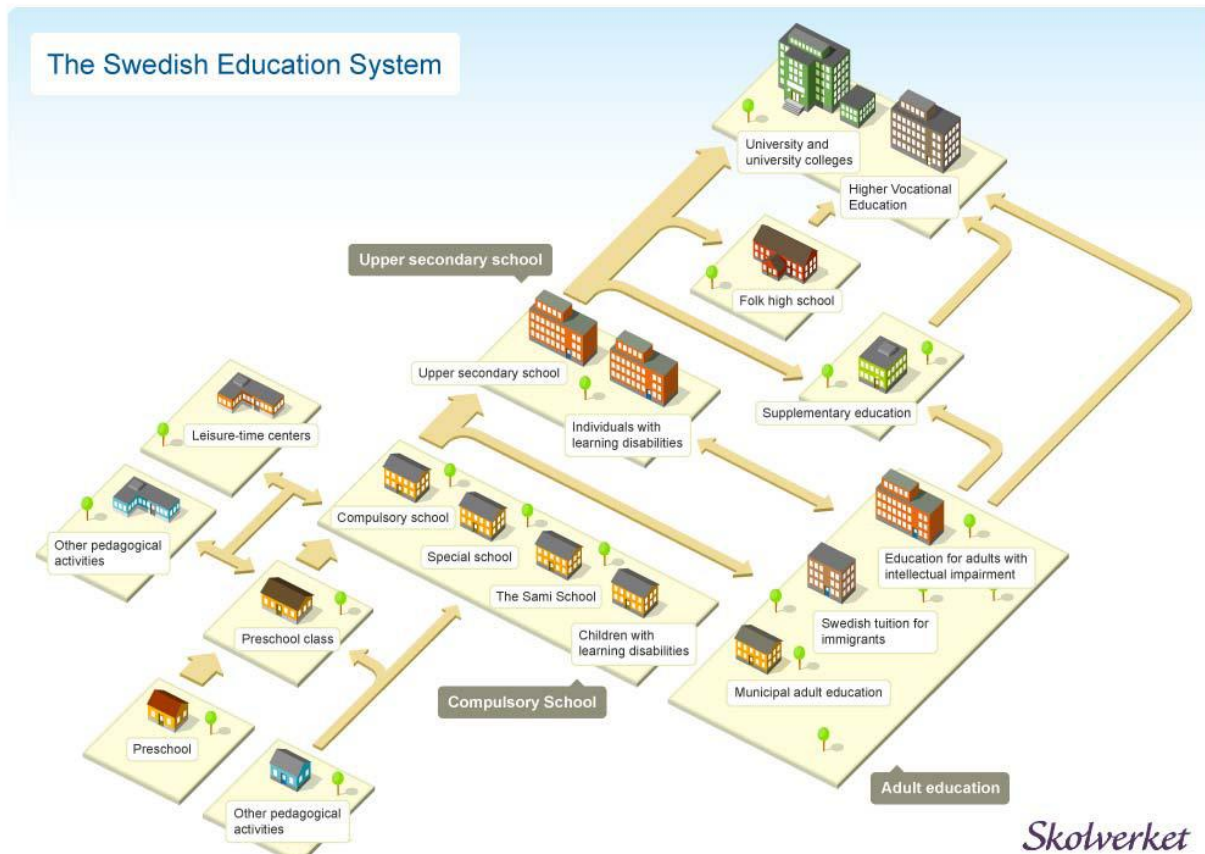 The Swedish Education System
University and
university colleges
Higher Vocational
Education
Upper secondary school
Folk high school
Upper secondary school
Supplementary education
Individuals with
learning disabilities
Leisure-time centers
Compulsory school
Other pedagogical
activities
Special school
Education for adults with
intellectual impairment
The Sami School
Preschool class
Swedish tuition for
immigrants
Children with
learning disabilities
Municipal adult education
Compulsory School
Preschool
Adult education
Other pedagogical
activities
Skolverket